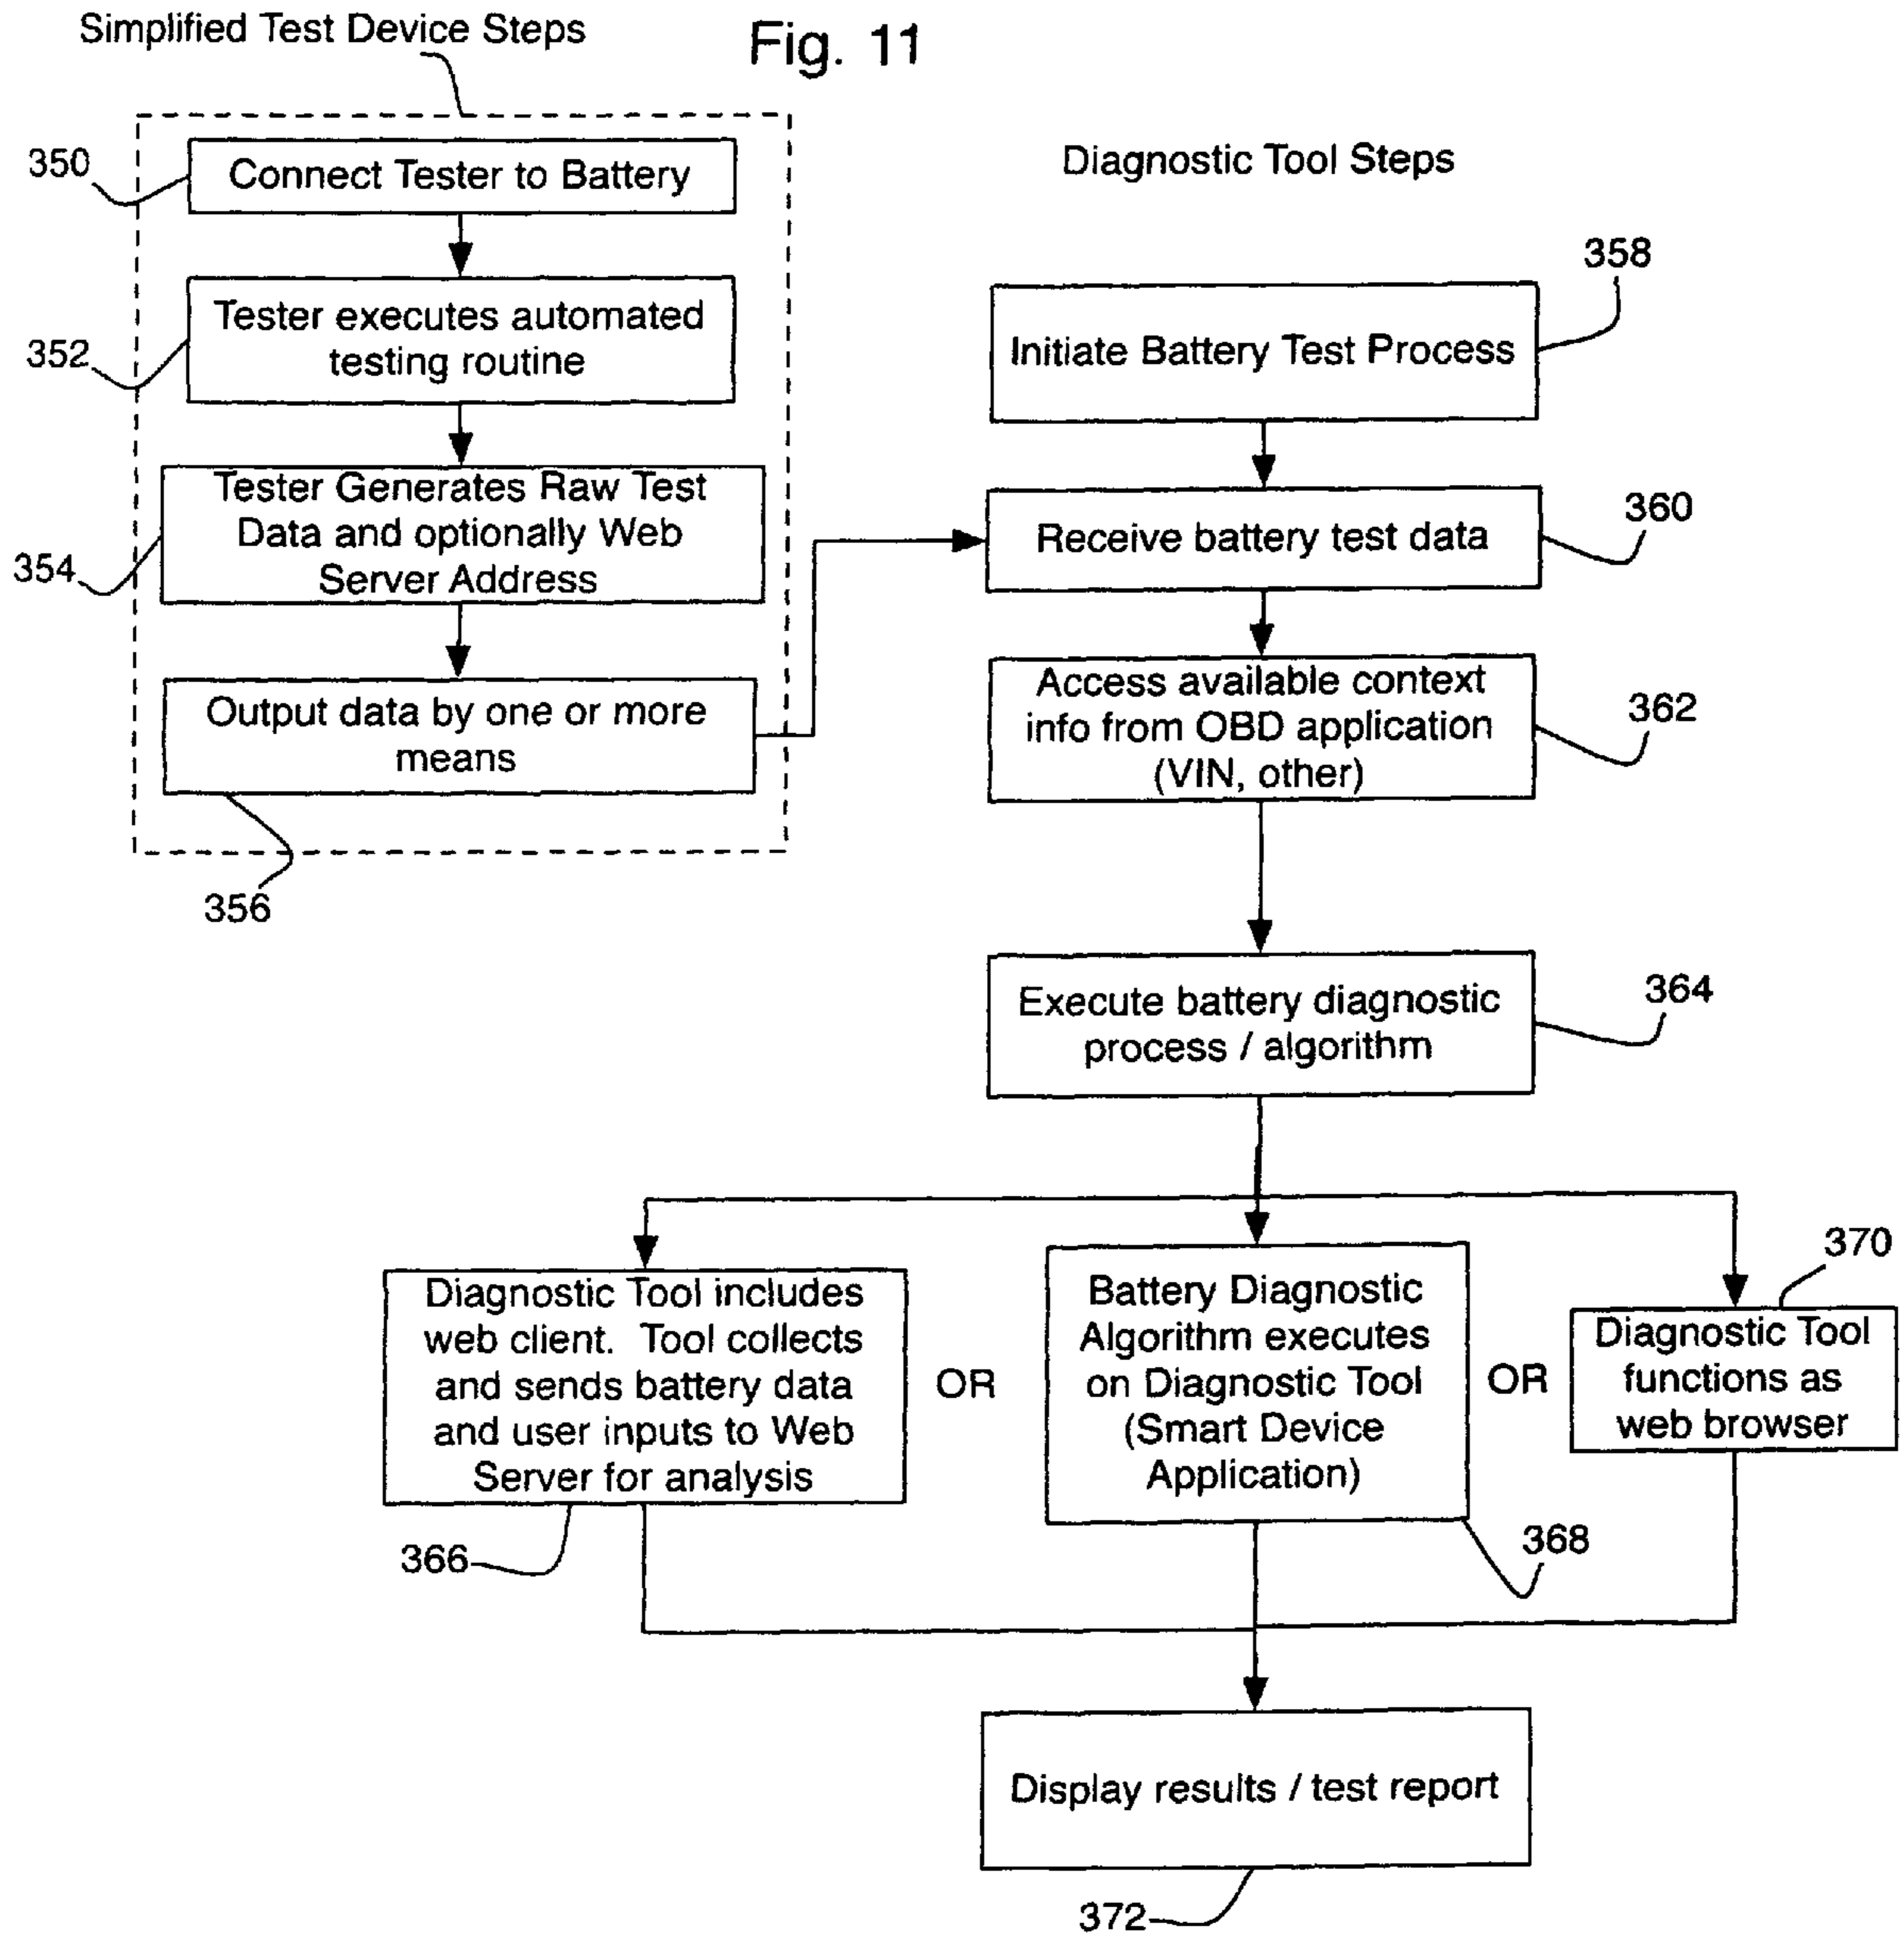 Simplified Test Device Steps
Fig. 11
350
Connect Tester to Battery
352
Tester executes automated
testing routine
354
Tester Generates Raw Test
Data and optionally Web
Server Address
Output data by one or more
means
356
Diagnostic Tool Steps
358
Initiate Battery Test Process
360
Receive battery test data
Access available context
info from OBD application
(VIN, other)
362
Execute battery diagnostic
process / algorithm
364
Diagnostic Tool includes
web client. Tool collects
and sends battery data
and user inputs to Web
Server for analysis
366
OR
Battery Diagnostic
Algorithm executes
on Diagnostic Tool
(Smart Device
Application)
368
OR
370
Diagnostic Tool
functions as
web browser
Display results / test report
372